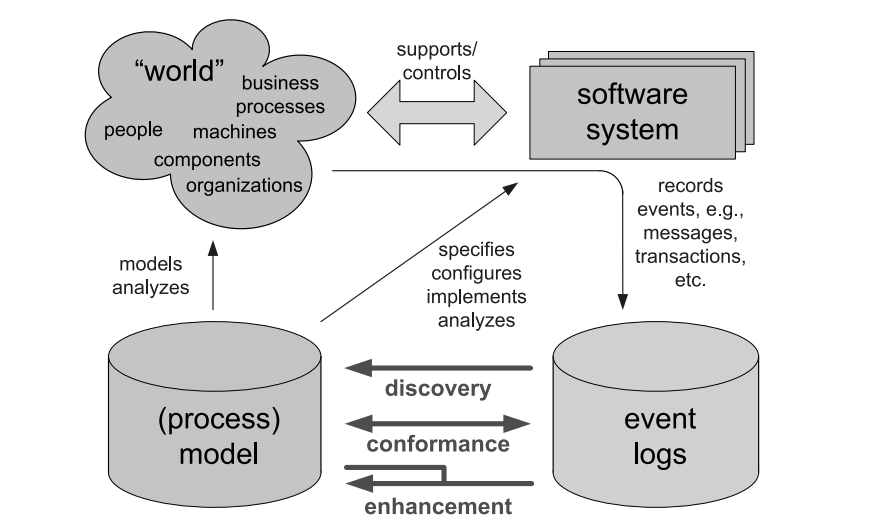 “world”
business
processes
people
machines
components
organizations
supports/
controls
software
system
records
events, e.g.,
messages,
transactions,
etc.
specifies
configures
implements
analyzes
models
analyzes
(process)
model
discovery
conformance
enhancement
event
logs